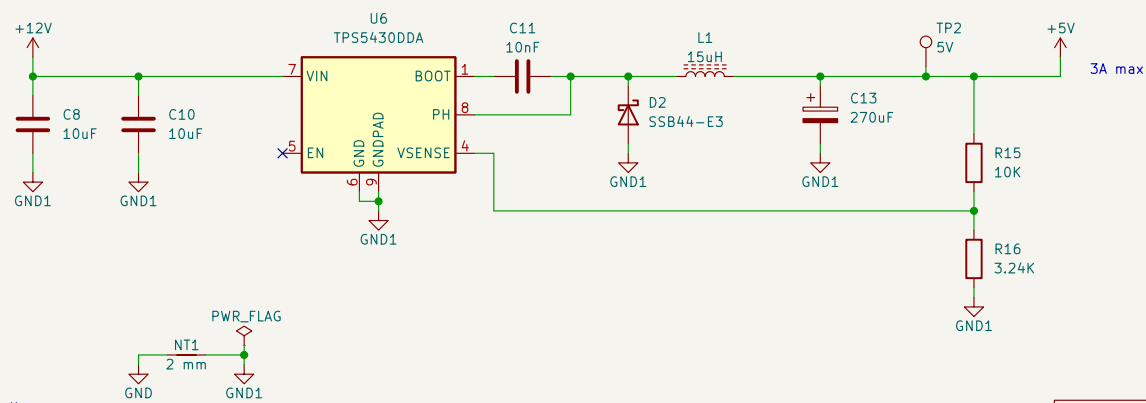 +12V
U6
TPS5430DDA
C11
10nF
L1
15uH
TP2
5V
+5V
3A max
7
VIN
BOOT
1
C8
10uF
C10
10uF
PH
8
D2
SSB44-E3
+
C13
270uF
5
EN
GND
GNDPAD
VSENSE
4
R15
10K
6
9
GND1
GND1
GND1
GND1
GND1
R16
3.24K
GND1
PWR_FLAG
NT1
2 mm
GND
GND1